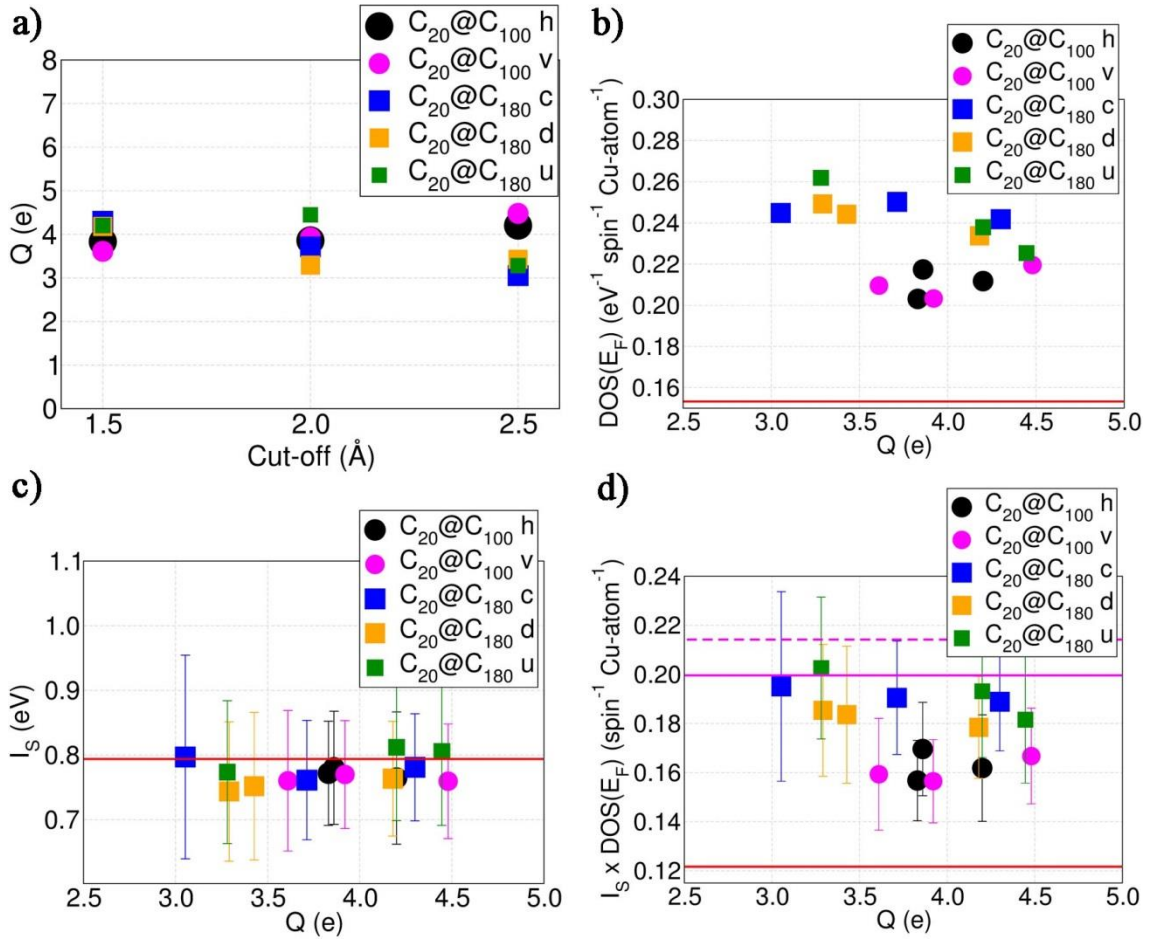 a)
C20@C100 h
C20@C100 v
C20@C180 c
C20@C180 d
C20@C180 u
8
7
6
5
4
3
2
1
0
Q (e)
1.5 2.0 2.5
Cut-off (Å)
b)
C20@C100 h
C20@C100 v
C20@C180 c
C20@C180 d
C20@C180 u
0.30
0.28
0.26
0.24
0.22
0.20
0.18
0.16
DOS(EF) (eV-1 spin-1 Cu-atom-1)
2.5 3.0 3.5 4.0 4.5 5.0
Q (e)
c)
C20@C100 h
C20@C100 v
C20@C180 c
C20@C180 d
C20@C180 u
1.1
1.0
0.9
0.8
0.7
IS (eV)
2.5 3.0 3.5 4.0 4.5 5.0
Q (e)
d)
C20@C100 h
C20@C100 v
C20@C180 c
C20@C180 d
C20@C180 u
0.24
0.22
0.20
0.18
0.16
0.14
0.12
IS x DOS(EF) (spin-1 Cu-atom-1)
2.5 3.0 3.5 4.0 4.5 5.0
Q (e)